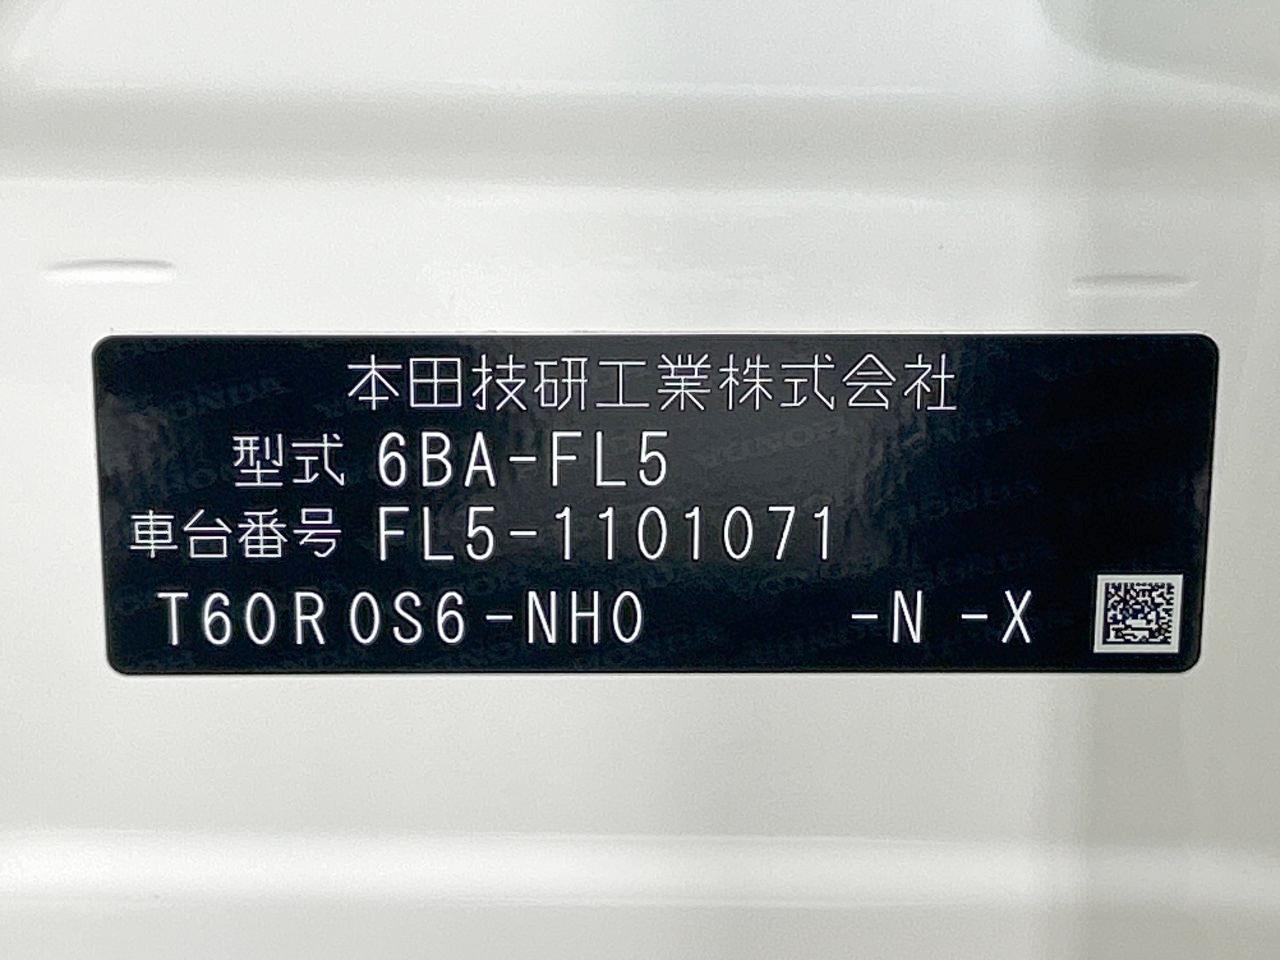 本田技研工業株式会社
型式 6BA-FL5
車台番号 FL5-1101071
T60R0S6-NH0 -N -X